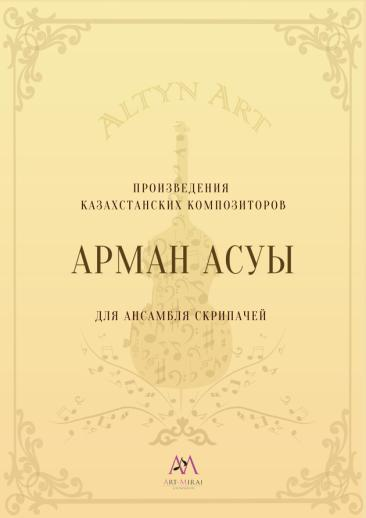 ALTYN ART
ПРОИЗВЕДЕНИЯ
КАЗАХСТАНСКИХ КОМПОЗИТОРОВ
АРМАН АСУЫ
ДЛЯ АНСАМБЛЯ СКРИПАЧЕЙ
ART-MIRAI